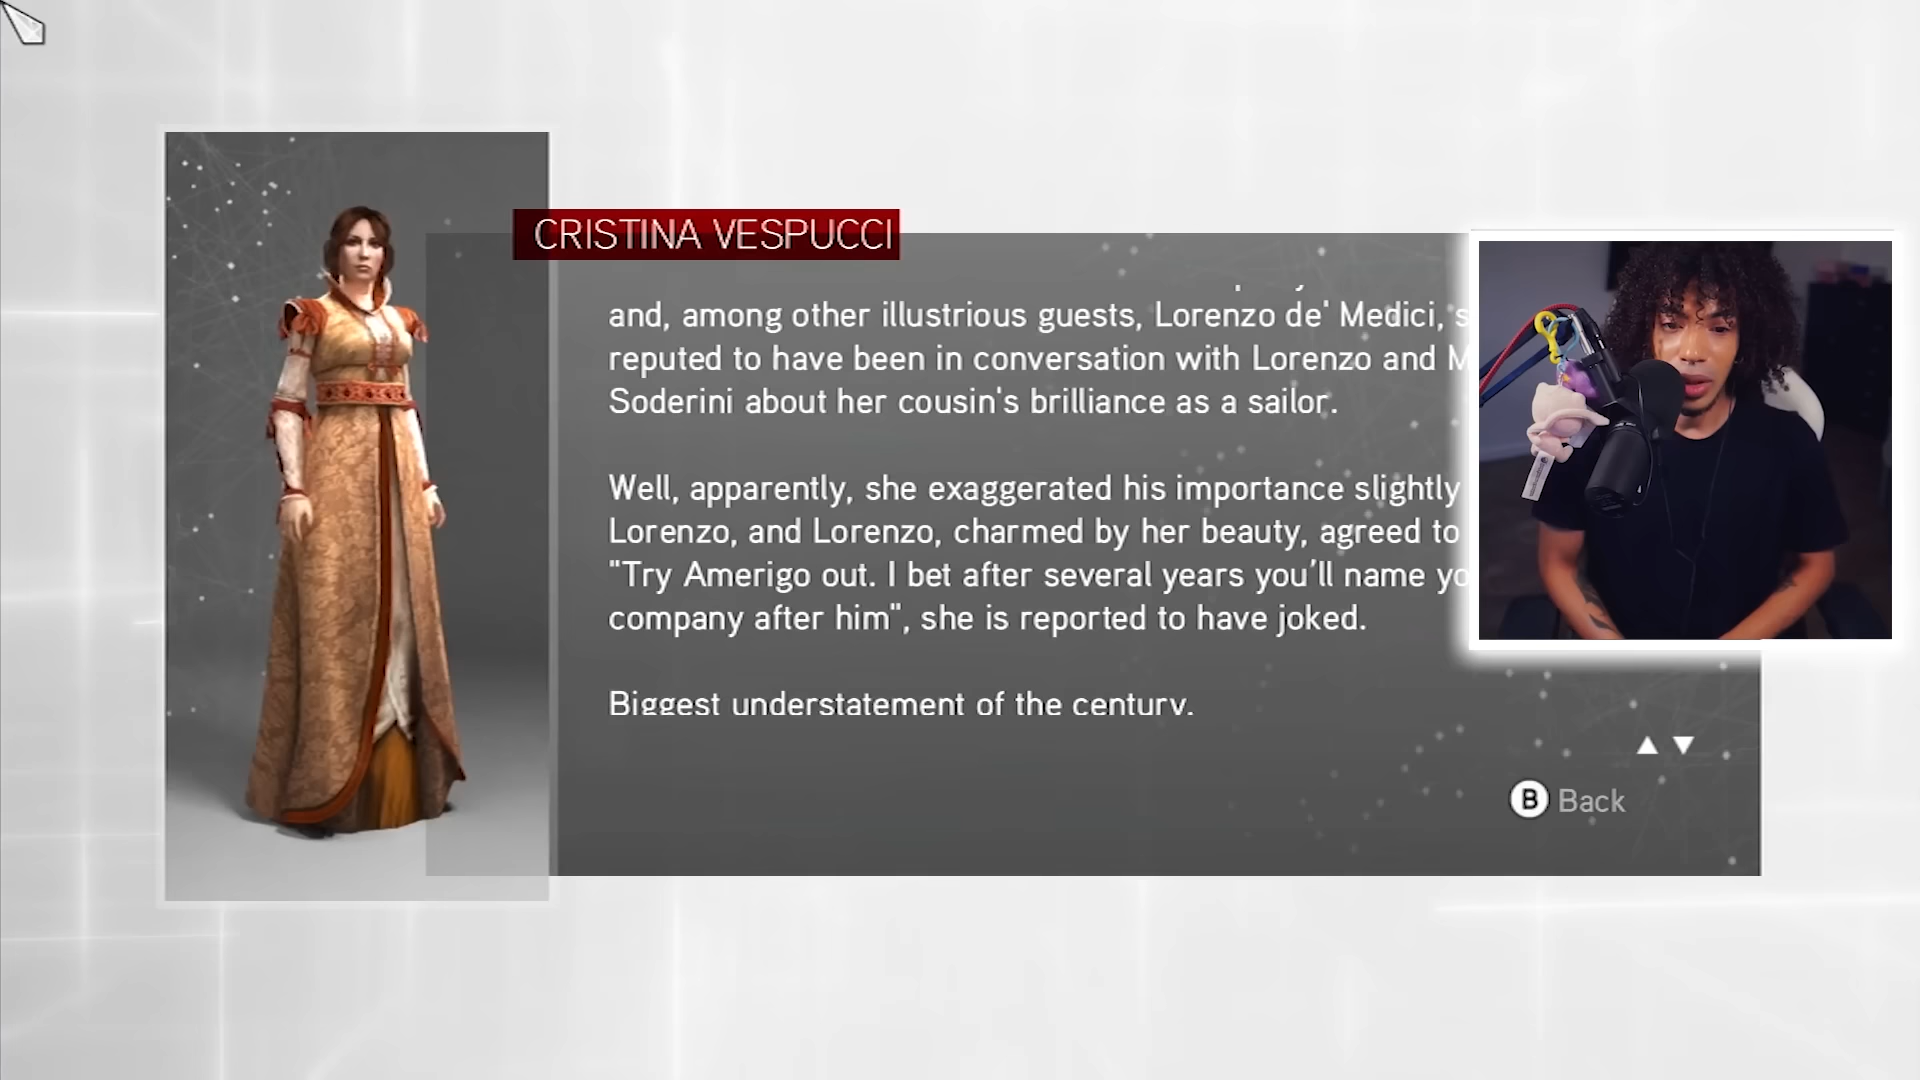 CRISTINA VESPUCCI
and, among other illustrious guests, Lorenzo de' Medici, s
reputed to have been in conversation with Lorenzo and M
Soderini about her cousin's brilliance as a sailor.
Well, apparently, she exaggerated his importance slightly
Lorenzo, and Lorenzo, charmed by her beauty, agreed to
"Try Amerigo out. I bet after several years you'll name yo
company after him", she is reported to have joked.
Biggest understatement of the century.
B Back